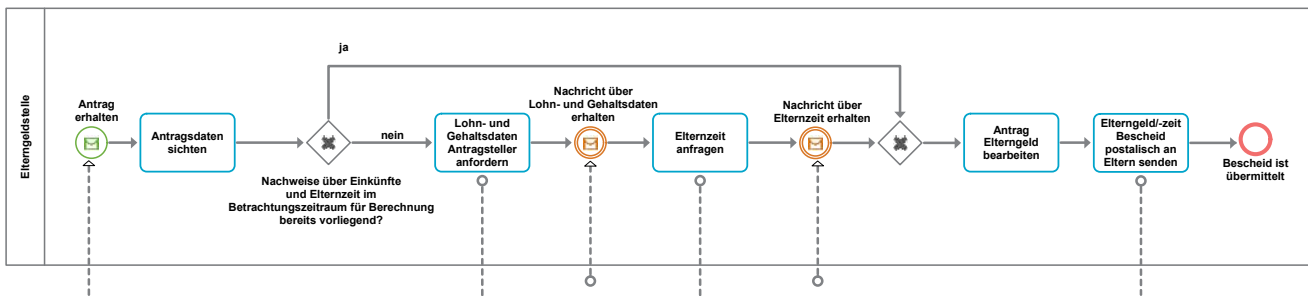 Elterngeldstelle
Antrag
erhalten
Antragsdaten
sichten
ja
nein
Nachweise über Einkünfte
und Elternzeit im
Betrachtungszeitraum für Berechnung
bereits vorliegend?
Lohn- und
Gehaltsdaten
Antragsteller
anfordern
Nachricht über
Lohn- und Gehaltsdaten
erhalten
Elternzeit
anfragen
Nachricht über
Elternzeit erhalten
Antrag
Elterngeld
bearbeiten
Elterngeld/-zeit
Bescheid
postalisch an
Eltern senden
Bescheid ist
übermittelt